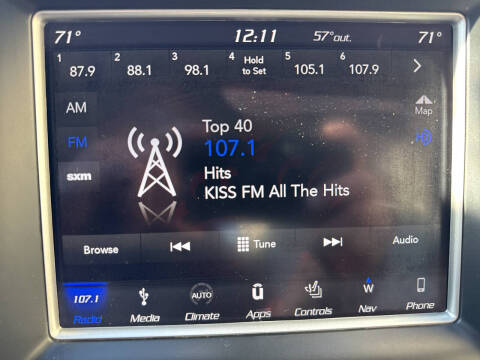 71° 12:11 57°out. 71°
1 87.9 2 88.1 3 98.1 4 Hold to Set 5 105.1 6 107.9
AM
Map
FM
HD
sxm
Top 40
107.1
Hits
KISS FM All The Hits
Browse Tune Audio
107.1 AUTO û W
Radio Media Climate Apps Controls Nav Phone